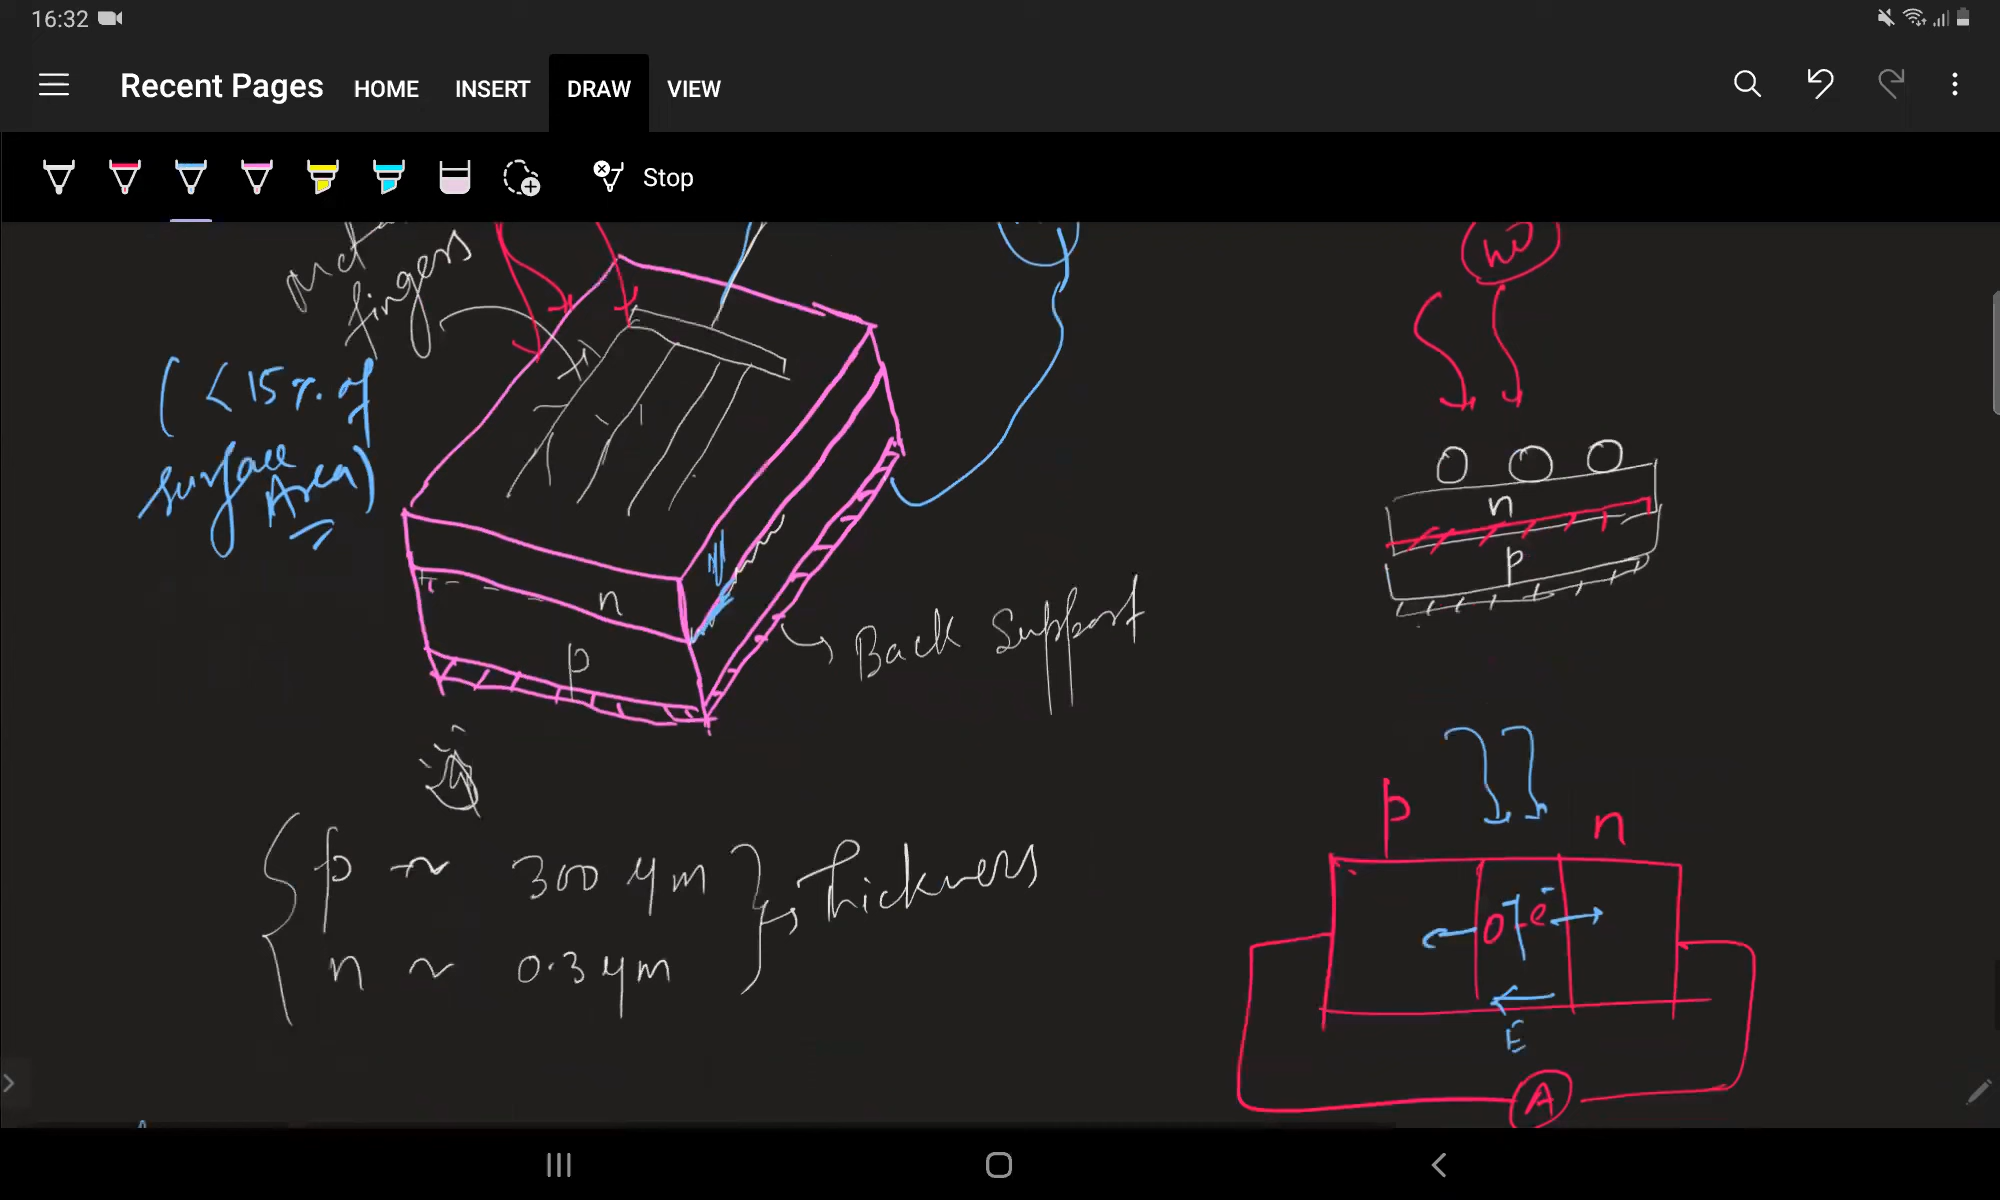 16:32
Recent Pages HOME INSERT DRAW VIEW
Stop
fingers
( < 15 %. of
surface
Area)
n
p
Back Support
hν
n
p
p ~ 300 μm
n ~ 0.3 μm
} → Thickness
p
n
O
e-
E
A